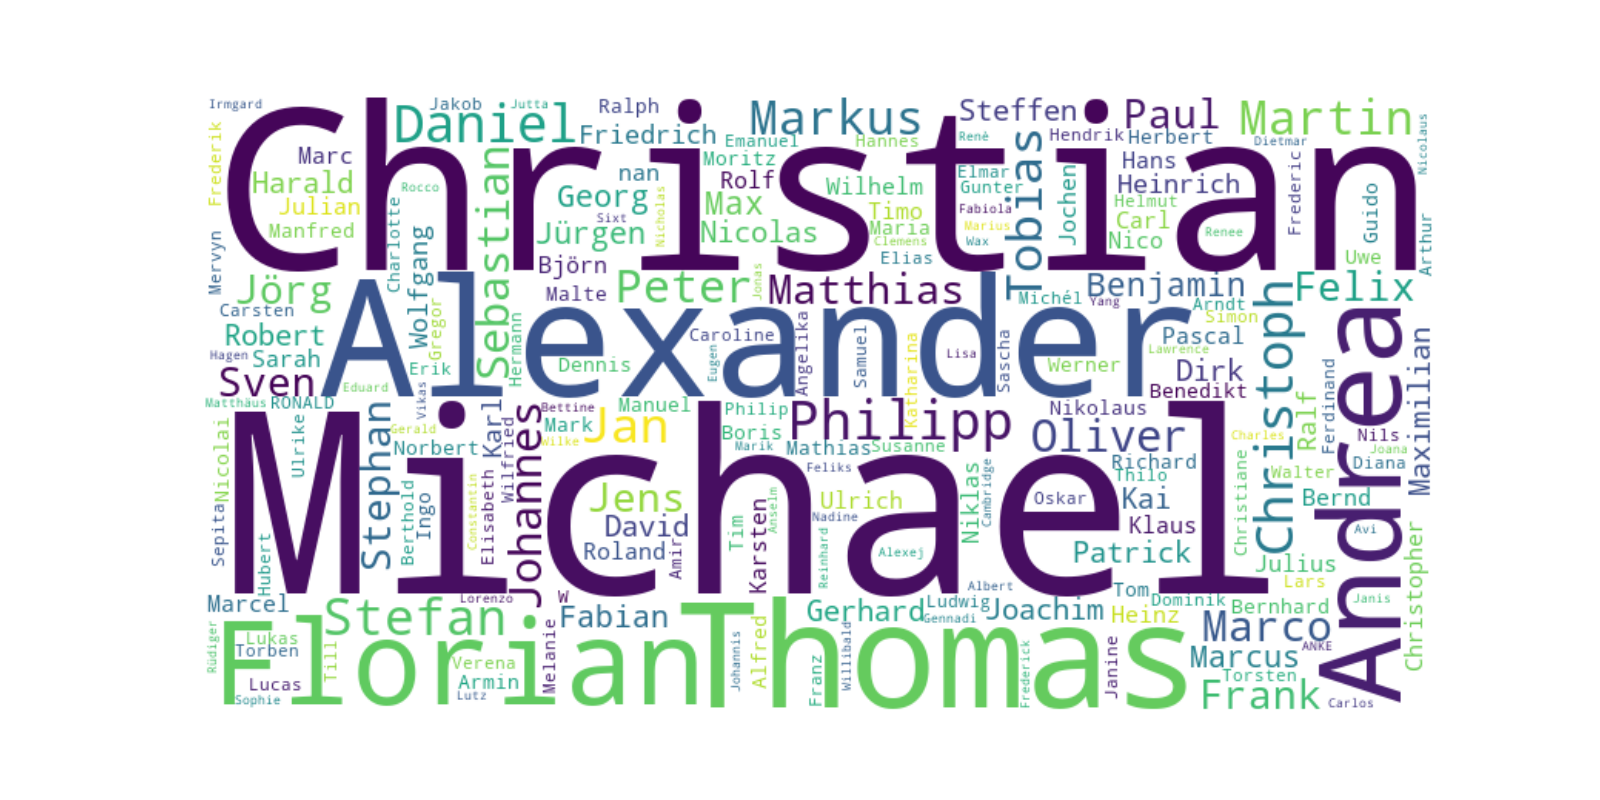 Irmgard
Christian
Daniel
Jakob
Jutta
Ralph
Markus
Steffen
Paul
Martin
Frederik
Friedrich
Emanuel
Hannes
Renè
Hendrik
Herbert
Dietmar
Nicolaus
Marc
Moritz
Tobias
Hans
Frederic
Harald
Rocco
Sebastian
nan
Rolf
Wilhelm
Elmar
Gunter
Jochen
Heinrich
Guido
Julian
Georg
Nicholas
Max
Timo
Fabiola
Helmut
Carl
Manfred
Charlotte
Sixt
Jürgen
Nicolas
Maria
Clemens
Marius
Wax
Nico
Renee
Arthur
Mervyn
Wolfgang
Björn
Elias
Uwe
Jörg
Malte
Peter
Jonas
Matthias
Michél
Yang
Benjamin
Arndt
Felix
Carsten
Alexander
Gregor
Simon
Robert
Hermann
Caroline
Angelika
Katharina
Samuel
Lisa
Sascha
Pascal
Lawrence
Christoph
Andrea
Maximilian
Hagen
Sarah
Erik
Dennis
Eugen
Werner
Dirk
Ferdinand
Sven
Eduard
Benedikt
Matthäus
RONALD
Vikas
Bettine
Manuel
Philip
Philipp
Nikolaus
Ralf
Nicolai
Ulrike
Stephan
Gerald
Karl
Wilfried
Johannes
Mark
Wilke
Jan
Boris
Marik
Mathias
Susanne
Oliver
Charles
Nils
Joana
Michael
Norbert
Feliks
Richard
Thilo
Christiane
Walter
Diana
Sepita
Berthold
Ingo
Constantin
Elisabeth
Jens
Tim
Karsten
Anselm
Ulrich
Niklas
Cambridge
Oskar
Kai
Bernd
Hubert
David
Nadine
Klaus
Avi
Christopher
Roland
Amir
Reinhard
Alexej
Patrick
Julius
Lars
Marcel
Lorenzo
W
Albert
Tom
Dominik
Janis
Stefan
Fabian
Gerhard
Ludwig
Gennadi
Joachim
Heinz
Bernhard
Florian
Thomas
Marco
Rüdiger
Lukas
Torben
Till
Verena
Melanie
Johannis
Alfred
Franz
Willibald
Frederick
Janine
Marcus
ANKE
Lucas
Armin
Torsten
Sophie
Lutz
Frank
Carlos